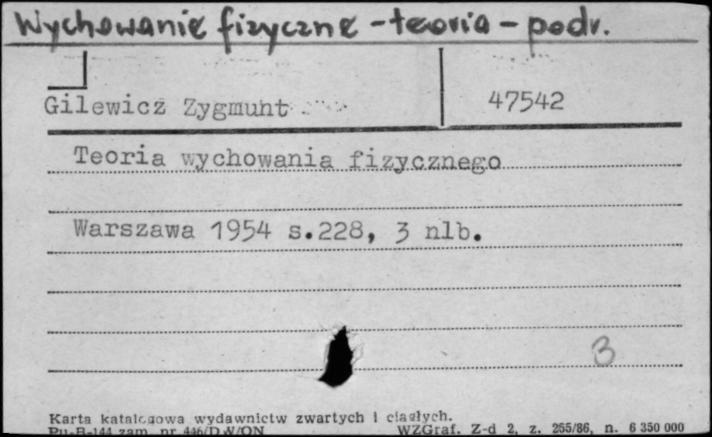 Wychowanie fizyczne - teoria - podr.
Gilewicz Zygmunt 47542
Teoria wychowania fizycznego
Warszawa 1954 s.228, 3 nlb.
3
Karta katalogowa wydawnictw zwartych i ciągłych.
Pu-B-144 zam. nr 446/DW/ON WZGraf. Z-d 2, z. 255/86, n. 6 350 000